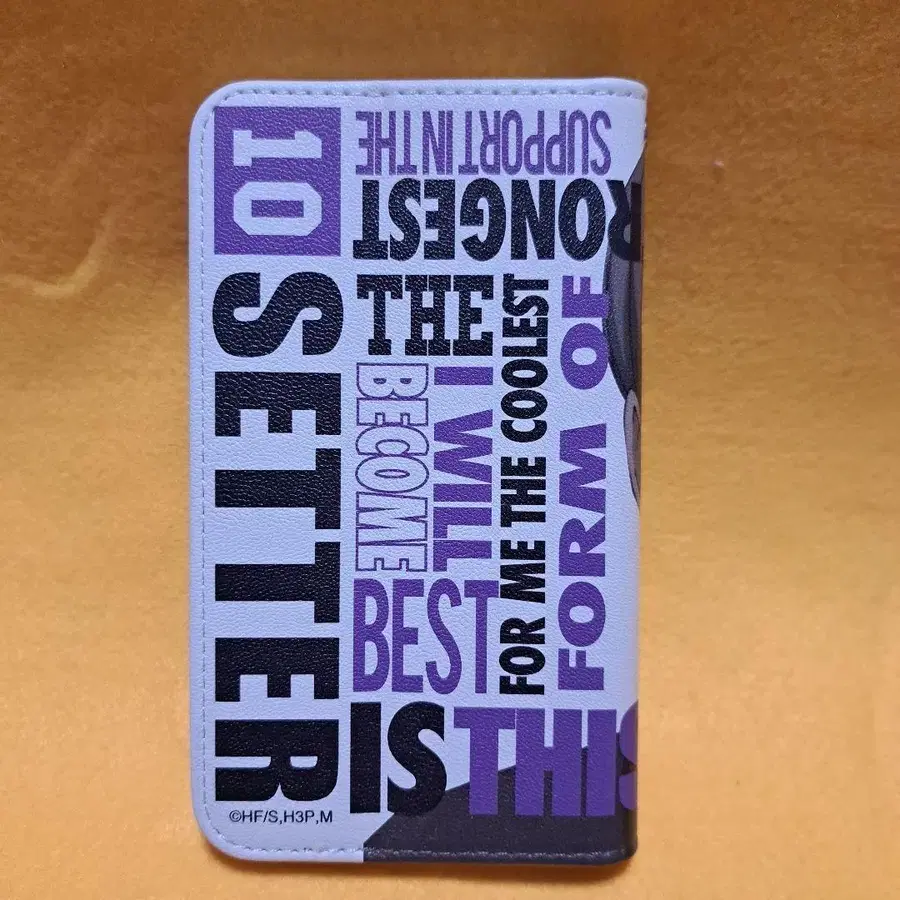 SUPPORT IN THE
RONGEST
10
SETTER
THE
I WILL
BECOME
BEST
FOR ME THE COOLEST
FORM OF
IS THIS
©HF/S,H3P,M